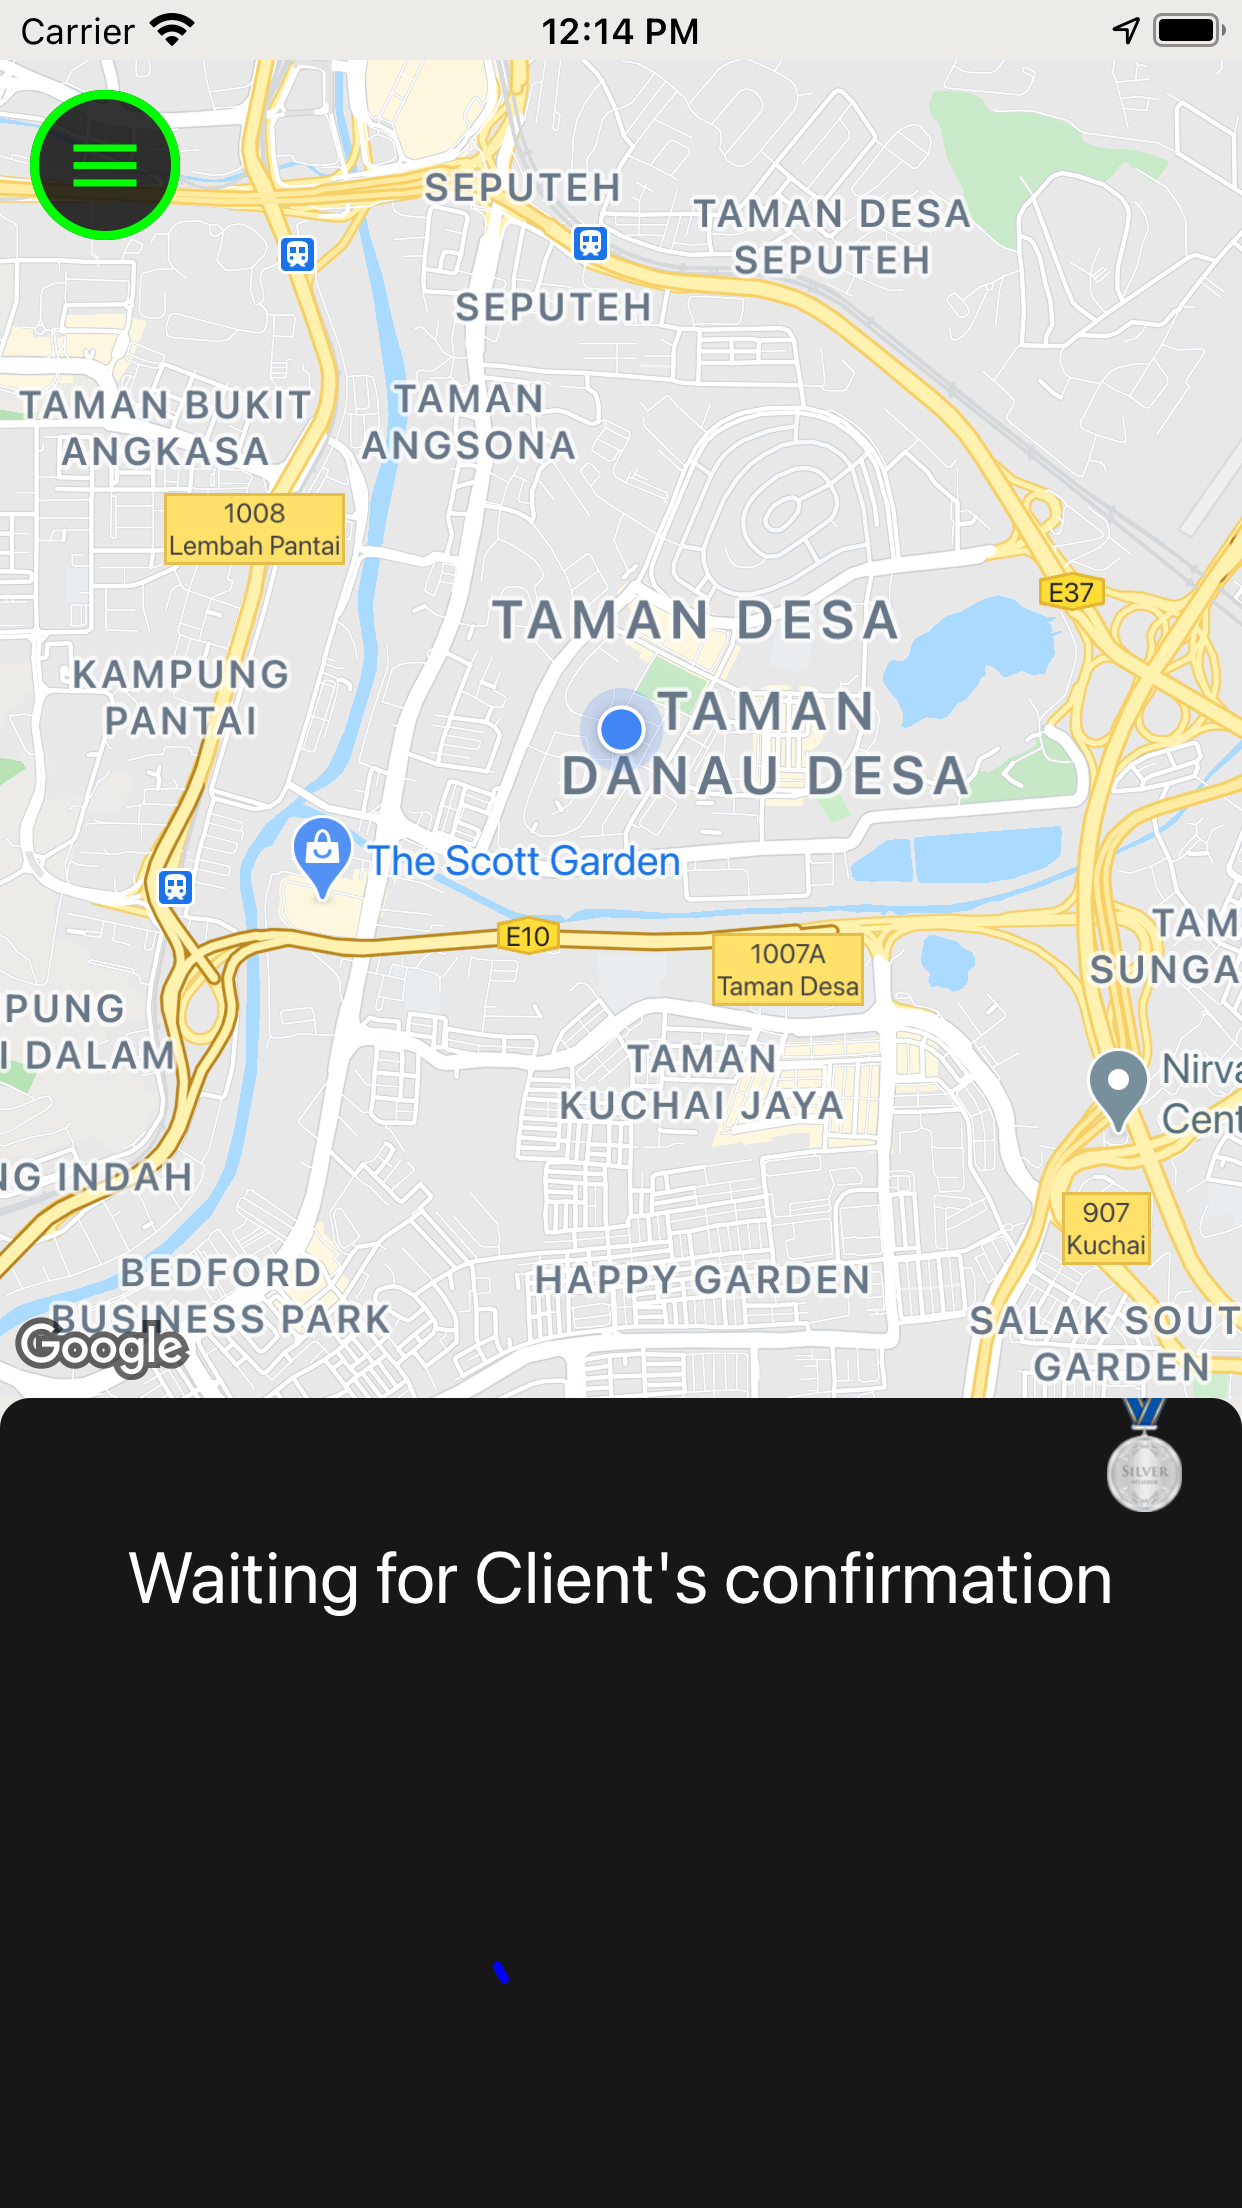 Carrier
12:14 PM
SEPUTEH
TAMAN DESA
SEPUTEH
SEPUTEH
TAMAN BUKIT
ANGKASA
TAMAN
ANGSONA
1008
Lembah Pantai
TAMAN DESA
E37
KAMPUNG
PANTAI
TAMAN
DANAU DESA
The Scott Garden
E10
1007A
Taman Desa
TAM
SUNGA
PUNG
I DALAM
TAMAN
KUCHAI JAYA
Nirva
Cent
NG INDAH
907
Kuchai
BEDFORD
BUSINESS PARK
HAPPY GARDEN
SALAK SOUT
GARDEN
Google
SILVER
Waiting for Client's confirmation